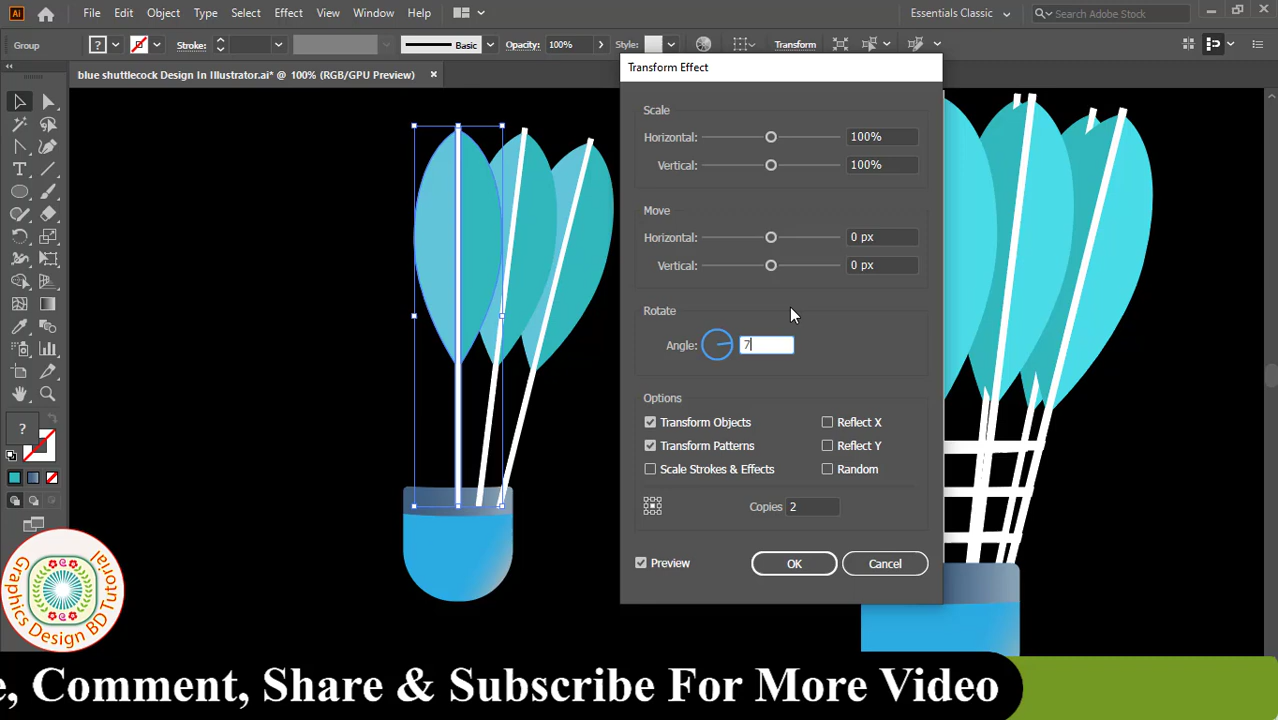 Ai File Edit Object Type Select Effect View Window Help Essentials Classic Search Adobe Stock
Group ? Stroke: Basic Opacity: 100% Style: Transform
blue shuttlecock Design In Illustrator.ai* @ 100% (RGB/GPU Preview)
Transform Effect
Scale
Horizontal: 100%
Vertical: 100%
Move
Horizontal: 0 px
Vertical: 0 px
Rotate
Angle: 7
Options
Transform Objects Reflect X
Transform Patterns Reflect Y
Scale Strokes & Effects Random
Copies 2
Preview OK Cancel
?
Graphics Design BD Tutorial
e, Comment, Share & Subscribe For More Video